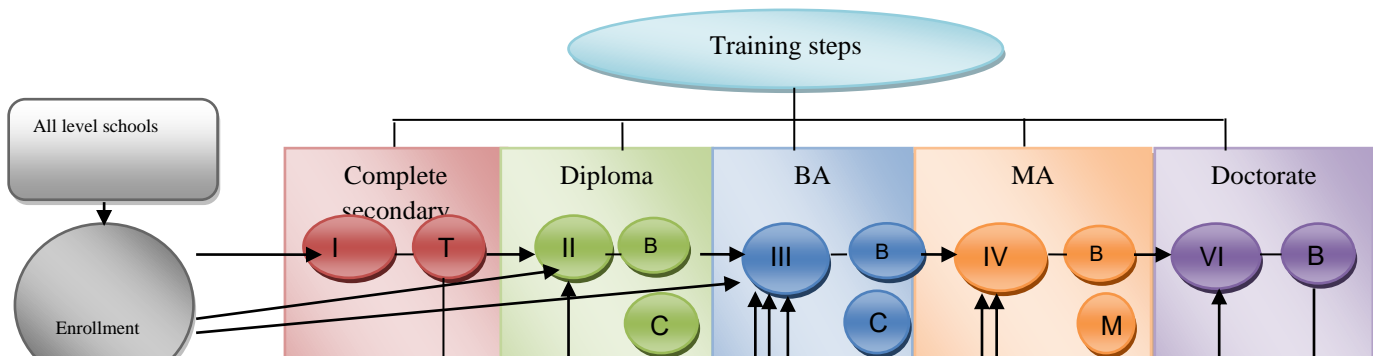 Training steps
All level schools
Complete
secondary
Diploma
BA
MA
Doctorate
I
T
II
B
III
B
IV
B
VI
B
Enrollment
C
C
M